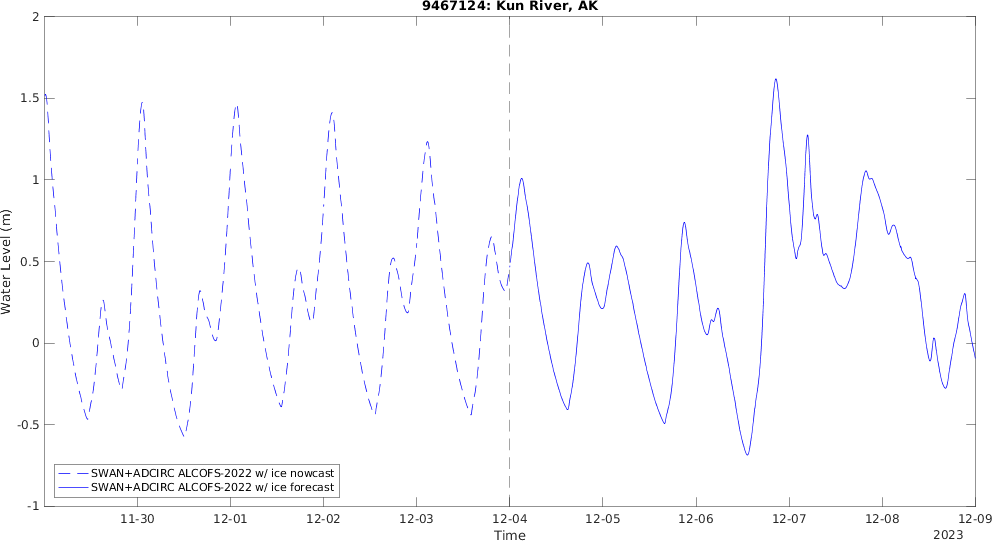 9467124: Kun River, AK
Water Level (m)
2
1.5
1
0.5
0
-0.5
-1
SWAN+ADCIRC ALCOFS-2022 w/ ice nowcast
SWAN+ADCIRC ALCOFS-2022 w/ ice forecast
11-30 12-01 12-02 12-03 12-04 12-05 12-06 12-07 12-08 12-09
Time
2023